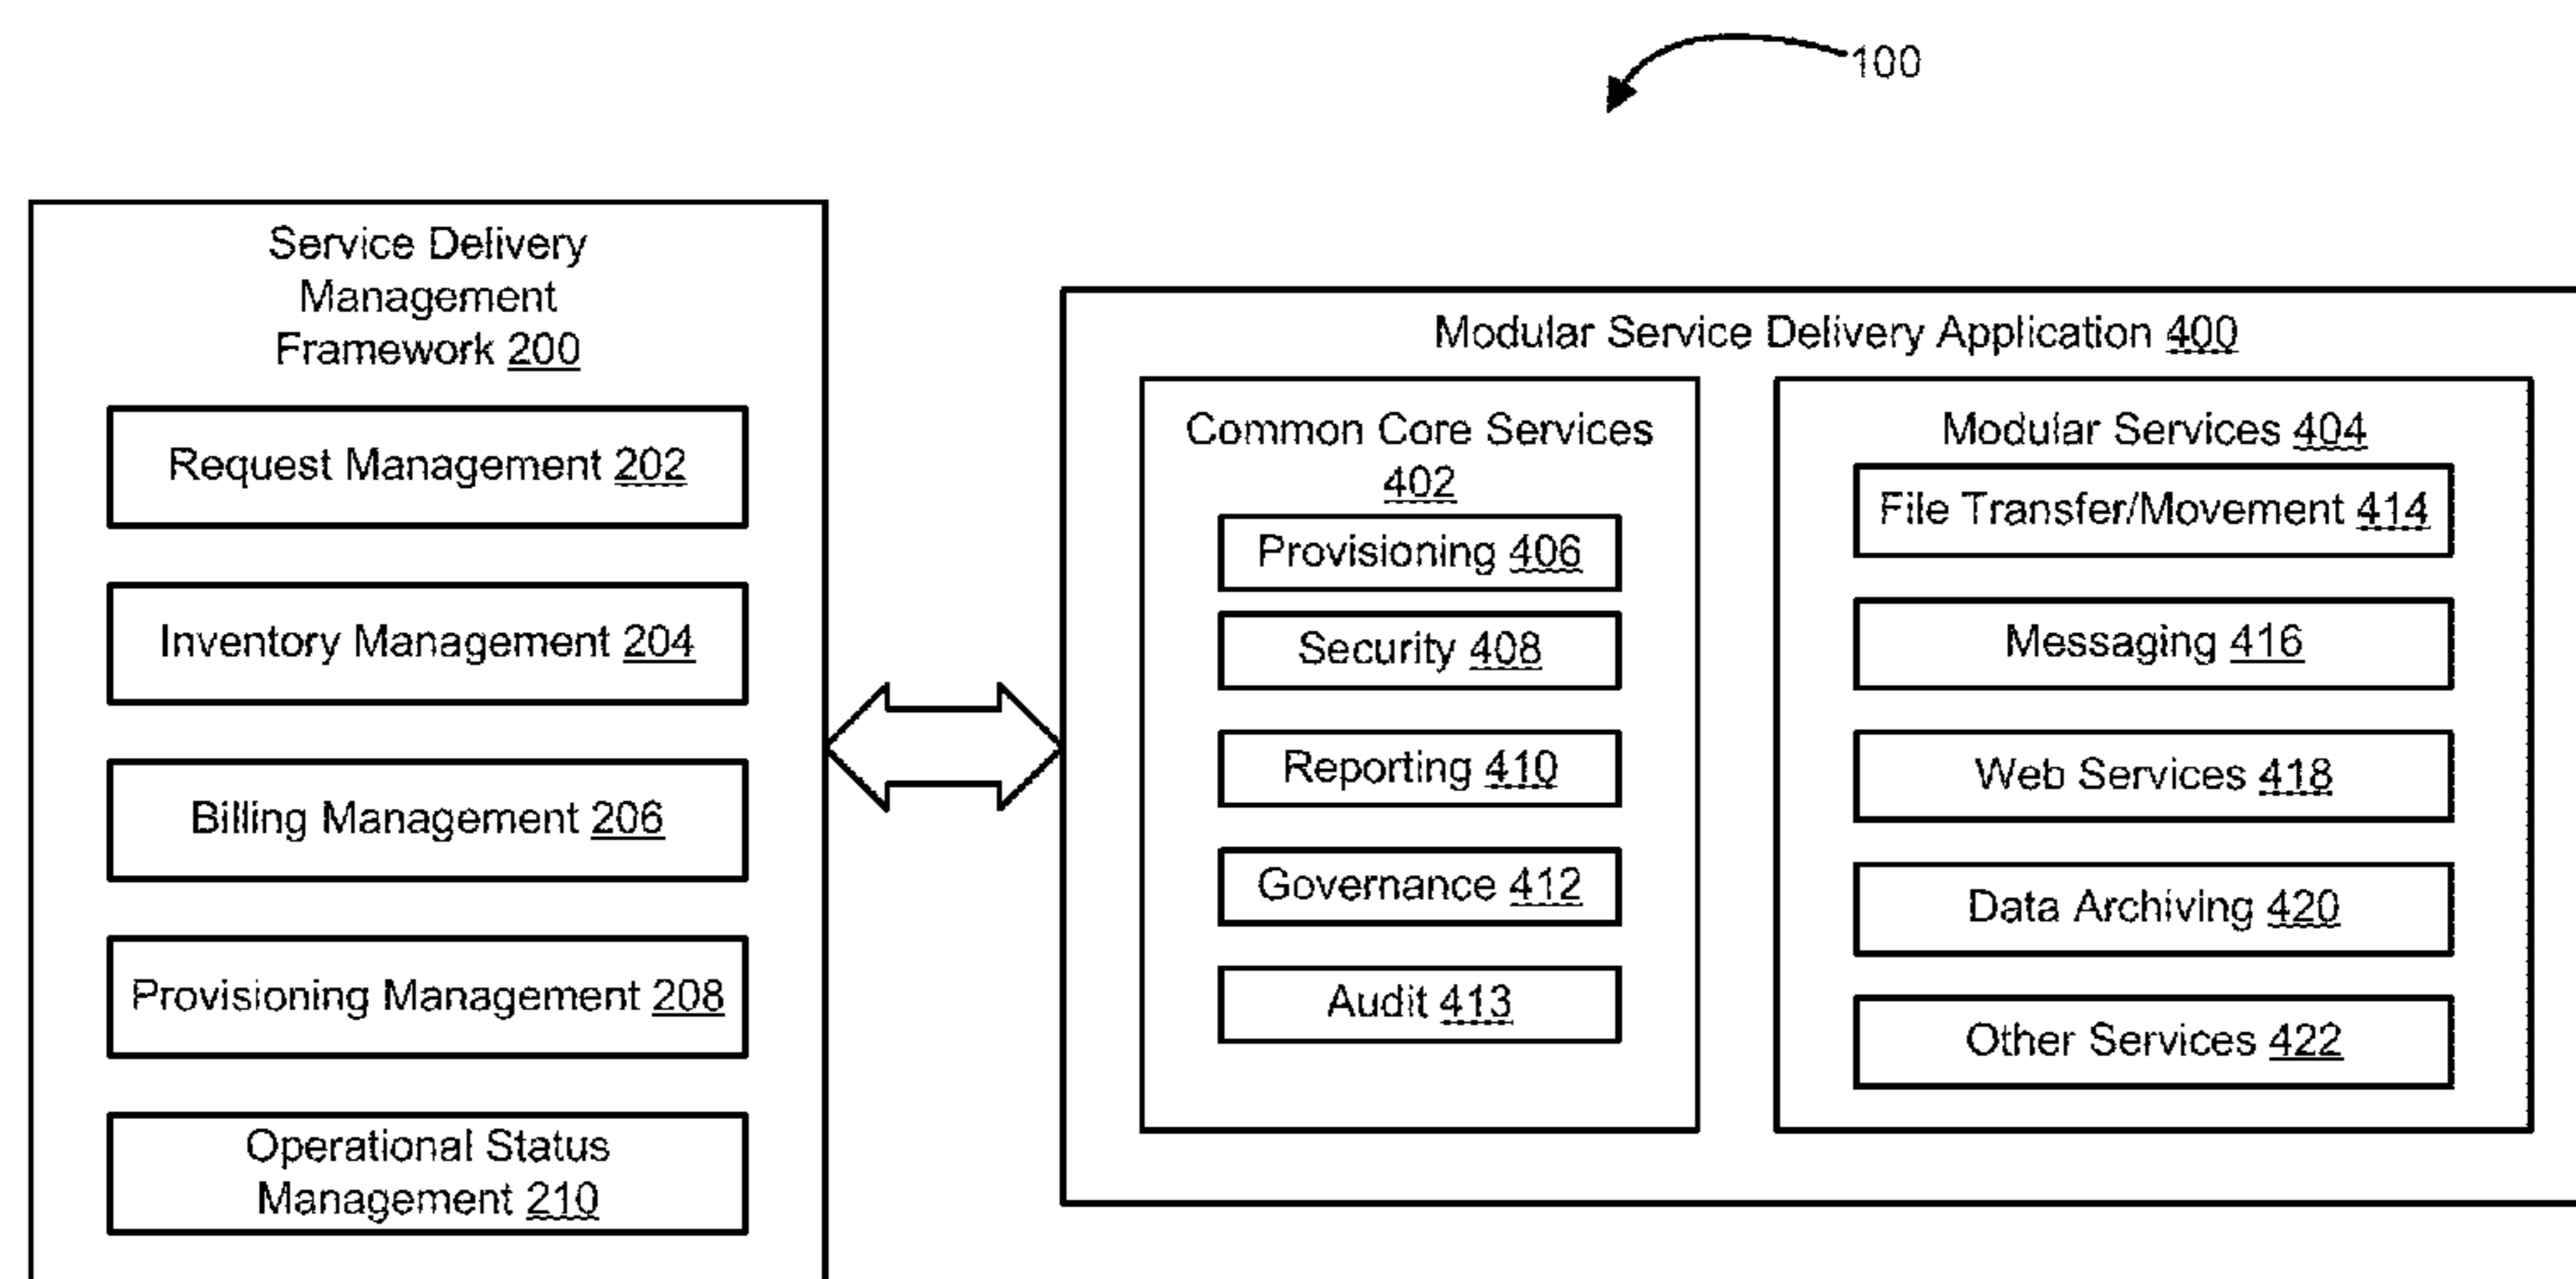 100
Service Delivery
Management
Framework 200
Request Management 202
Inventory Management 204
Billing Management 206
Provisioning Management 208
Operational Status
Management 210
Modular Service Delivery Application 400
Common Core Services
402
Provisioning 406
Security 408
Reporting 410
Governance 412
Audit 413
Modular Services 404
File Transfer/Movement 414
Messaging 416
Web Services 418
Data Archiving 420
Other Services 422